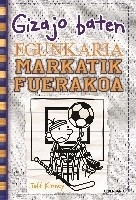 Gizajo baten
EGUNKARIA
MARKATIK
FUERAKOA
Jeff Kinney